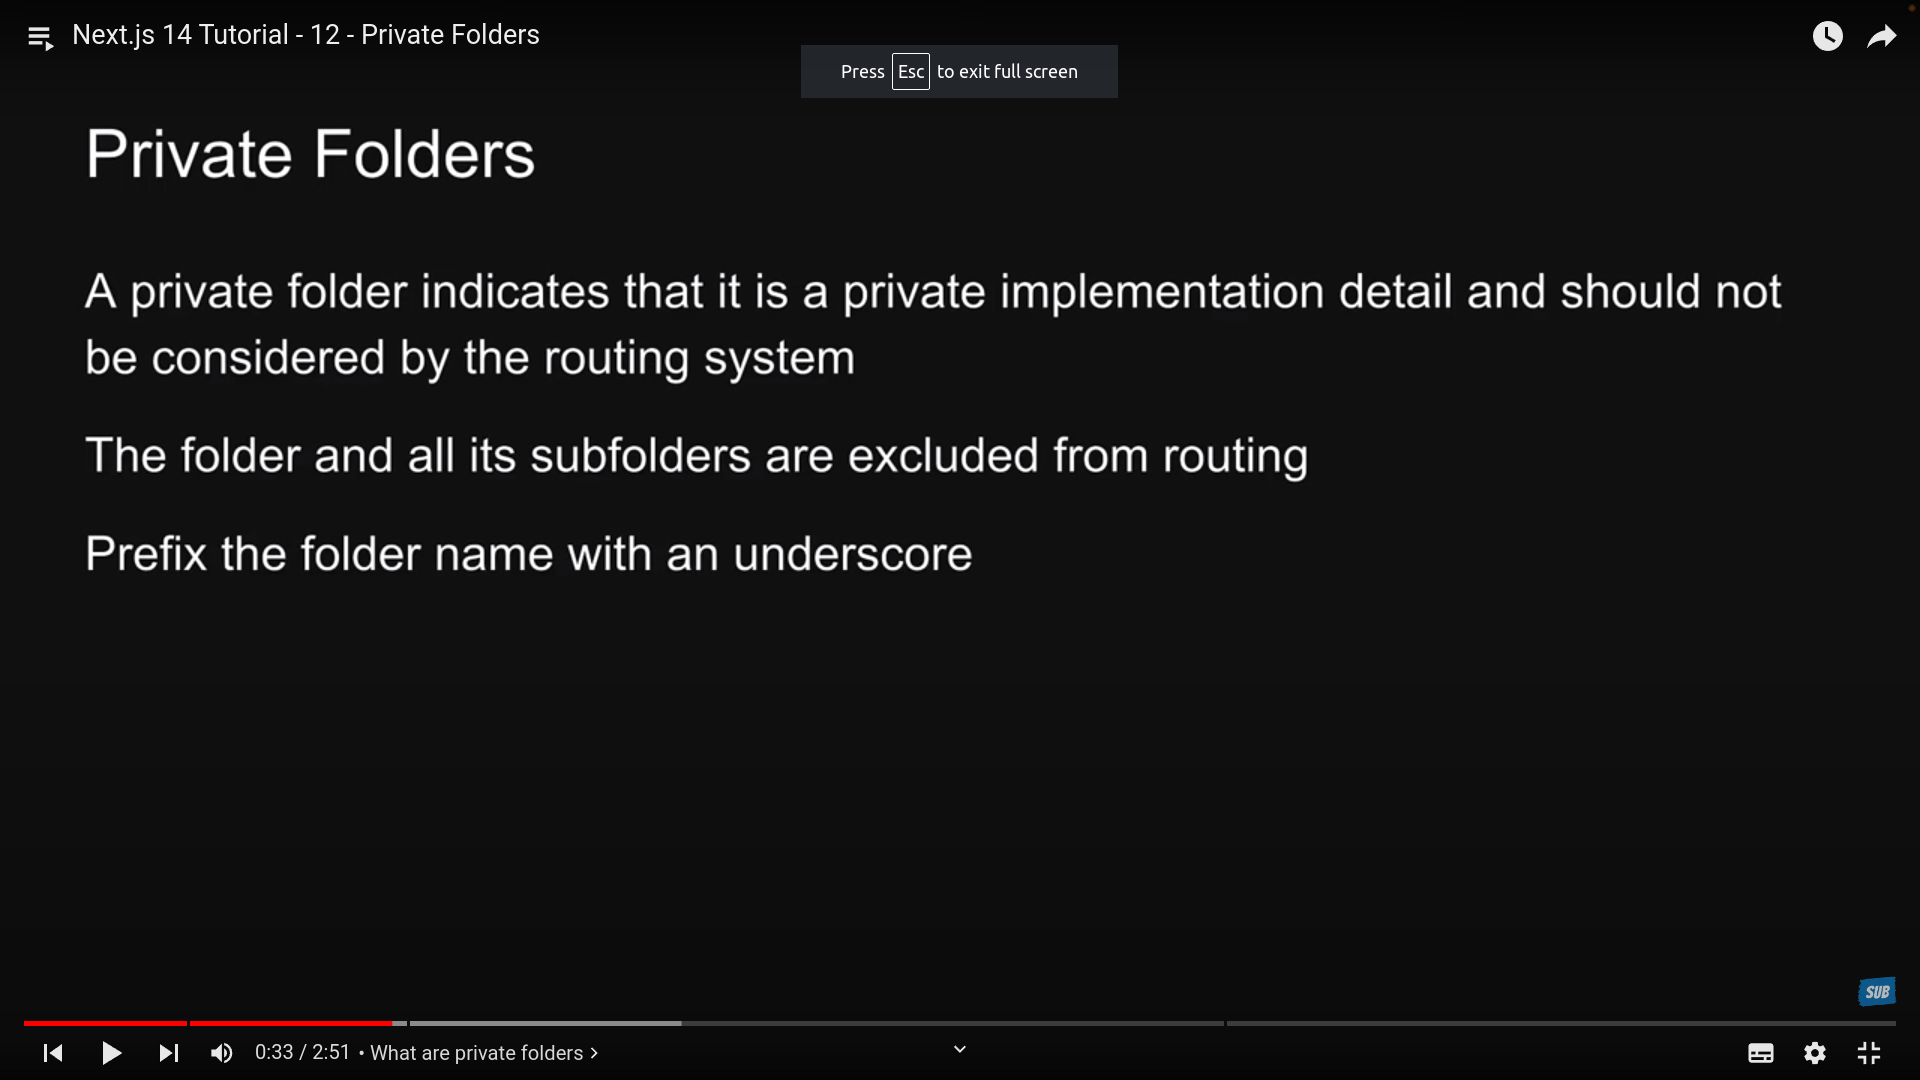 Next.js 14 Tutorial - 12 - Private Folders
Press Esc to exit full screen
Private Folders
A private folder indicates that it is a private implementation detail and should not
be considered by the routing system
The folder and all its subfolders are excluded from routing
Prefix the folder name with an underscore
SUB
0:33 / 2:51 • What are private folders